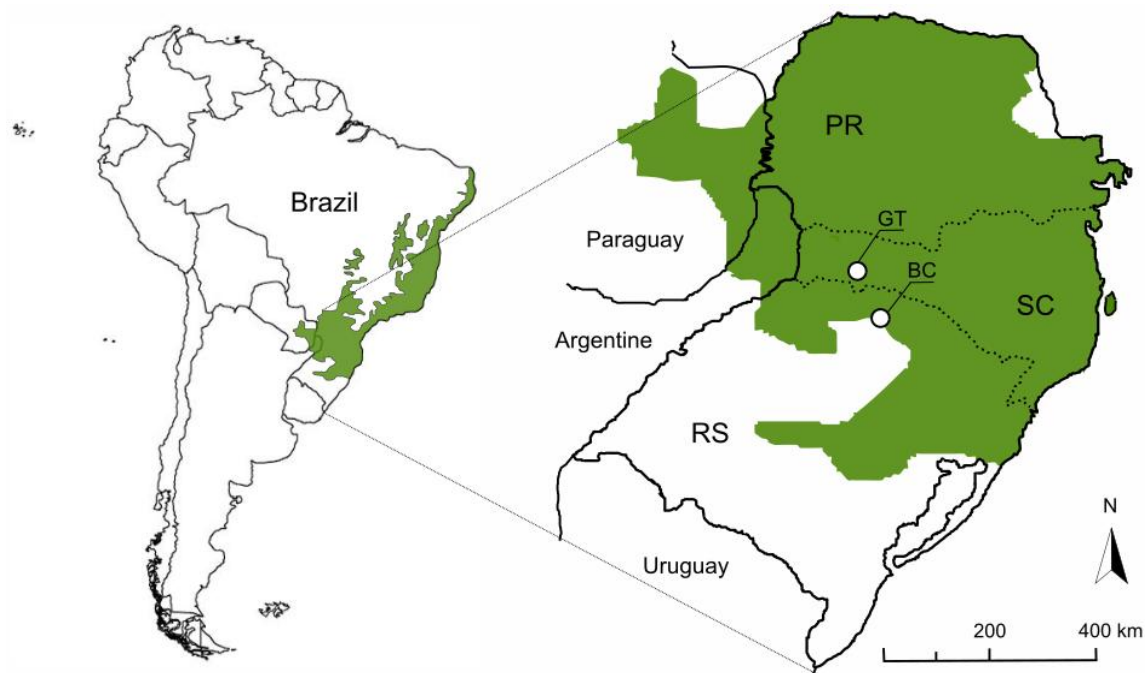 Brazil
PR
GT
Paraguay
BC
SC
Argentine
RS
N
Uruguay
200 400 km